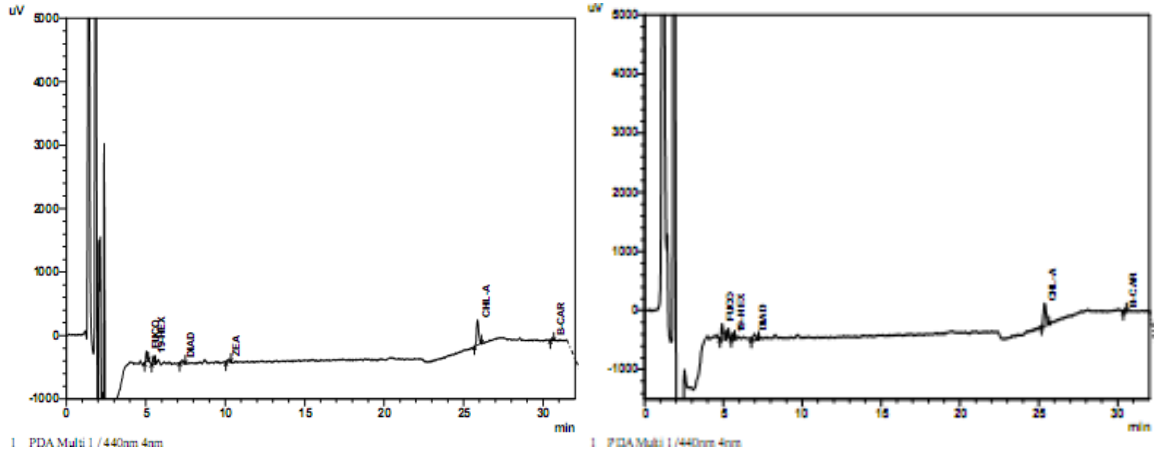 uV
5000
4000
3000
2000
1000
0
-1000
0 5 10 15 20 25 30
min
FUCO
19-HEX
DIAD
ZEA
CHL-A
B-CAR
1 PDA Multi 1 / 440nm 4nm
uV
5000
4000
3000
2000
1000
0
-1000
0 5 10 15 20 25 30
min
FUCO
19-HEX
DIAD
CHL-A
B-CAR
1 PDA Multi 1 / 440nm 4nm